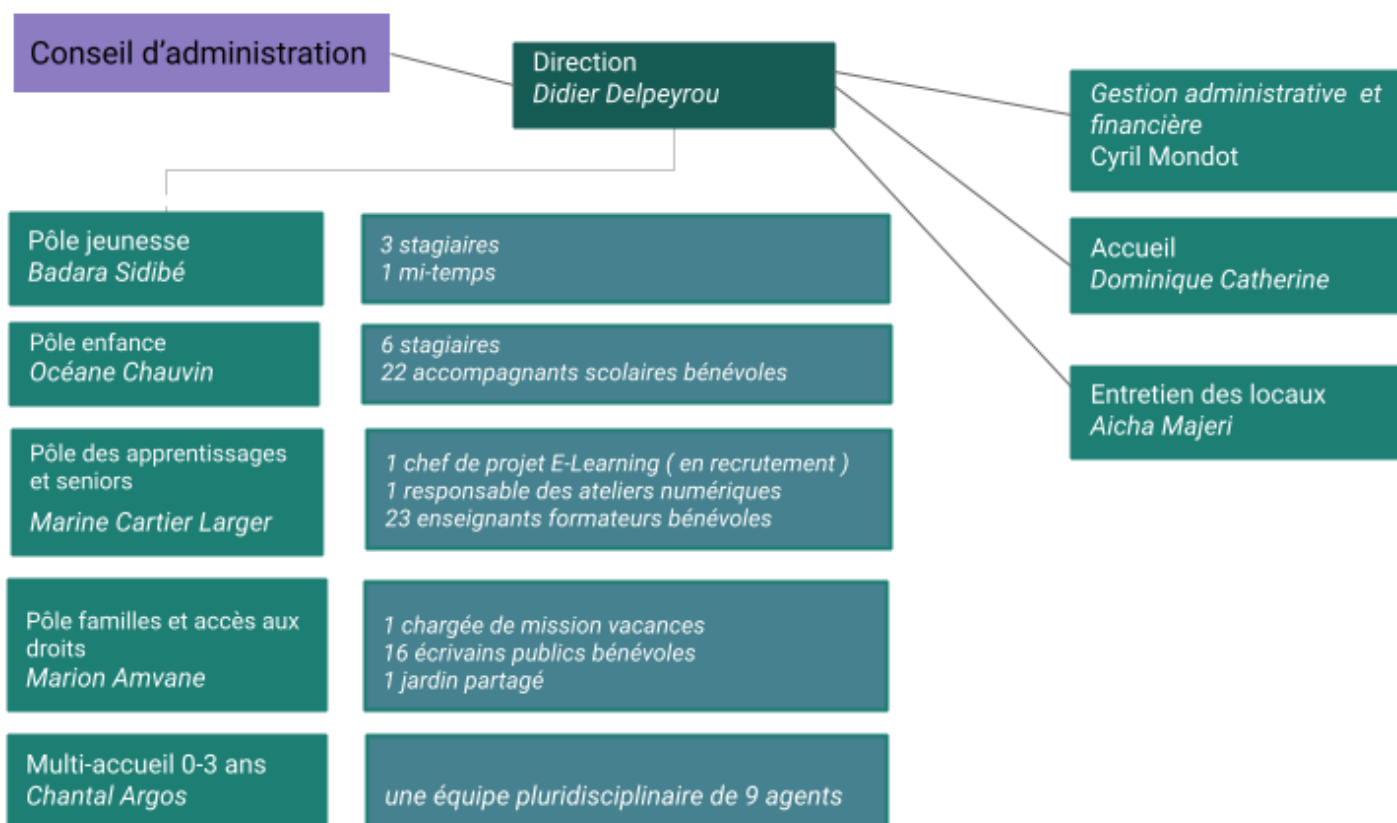 Conseil d'administration
Direction
Didier Delpeyrou
Gestion administrative et
financière
Cyril Mondot
Accueil
Dominique Catherine
Entretien des locaux
Aicha Majeri
Pôle jeunesse
Badara Sidibé
3 stagiaires
1 mi-temps
Pôle enfance
Océane Chauvin
6 stagiaires
22 accompagnants scolaires bénévoles
Pôle des apprentissages
et seniors
Marine Cartier Larger
1 chef de projet E-Learning ( en recrutement )
1 responsable des ateliers numériques
23 enseignants formateurs bénévoles
Pôle familles et accès aux
droits
Marion Amvane
1 chargée de mission vacances
16 écrivains publics bénévoles
1 jardin partagé
Multi-accueil 0-3 ans
Chantal Argos
une équipe pluridisciplinaire de 9 agents